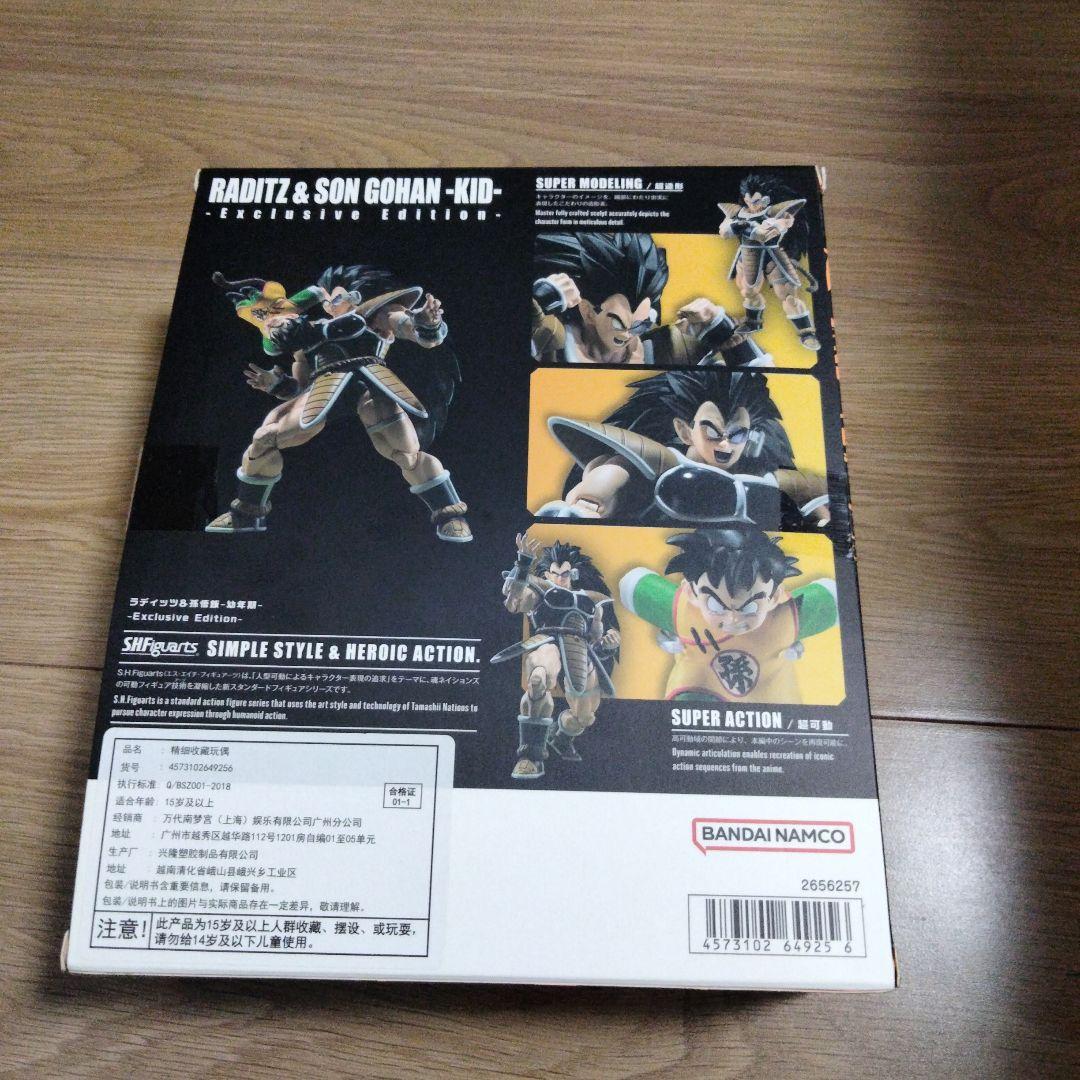 RADITZ & SON GOHAN -KID-
-Exclusive Edition-
SUPER MODELING / 超造形
キャラクターのイメージを、細部にわたり忠実に
表現したこだわりの造形美。
Master fully crafted sculpt accurately depicts the
character form in meticulous detail.
ラディッツ&孫悟飯-幼年期-
-Exclusive Edition-
S.H.Figuarts SIMPLE STYLE & HEROIC ACTION.
S.H.Figuarts(エス・エイチ・フィギュアーツ)は、「人型可動によるキャラクター表現の追求」をテーマに、魂ネイションズ
の可動フィギュア技術を凝縮した新スタンダードフィギュアシリーズです。
S.H.Figuarts is a standard action figure series that uses the art style and technology of Tamashii Nations to
pursue character expression through humanoid action.
孫
SUPER ACTION / 超可動
高可動域の関節により、本編中のシーンを再現可能に。
Dynamic articulation enables recreation of iconic
action sequences from the anime.
品名 : 精细收藏玩偶
货号 : 4573102649256
执行标准: Q/BSZ001-2018
适合年龄: 15岁及以上
合格证
01-1
经销商 : 万代南梦宫(上海)娱乐有限公司广州分公司
地址 : 广州市越秀区越华路112号1201房自编01至05单元
生产厂 : 兴隆塑胶制品有限公司
地址 : 越南清化省峨山县峨兴乡工业区
包装/说明书含重要信息,请保留备用。
包装/说明书上的图片与实际商品存在一定差异,敬请理解。
注意! 此产品为15岁及以上人群收藏、摆设、或玩耍,
请勿给14岁及以下儿童使用。
BANDAI NAMCO
2656257
4573102 64925 6